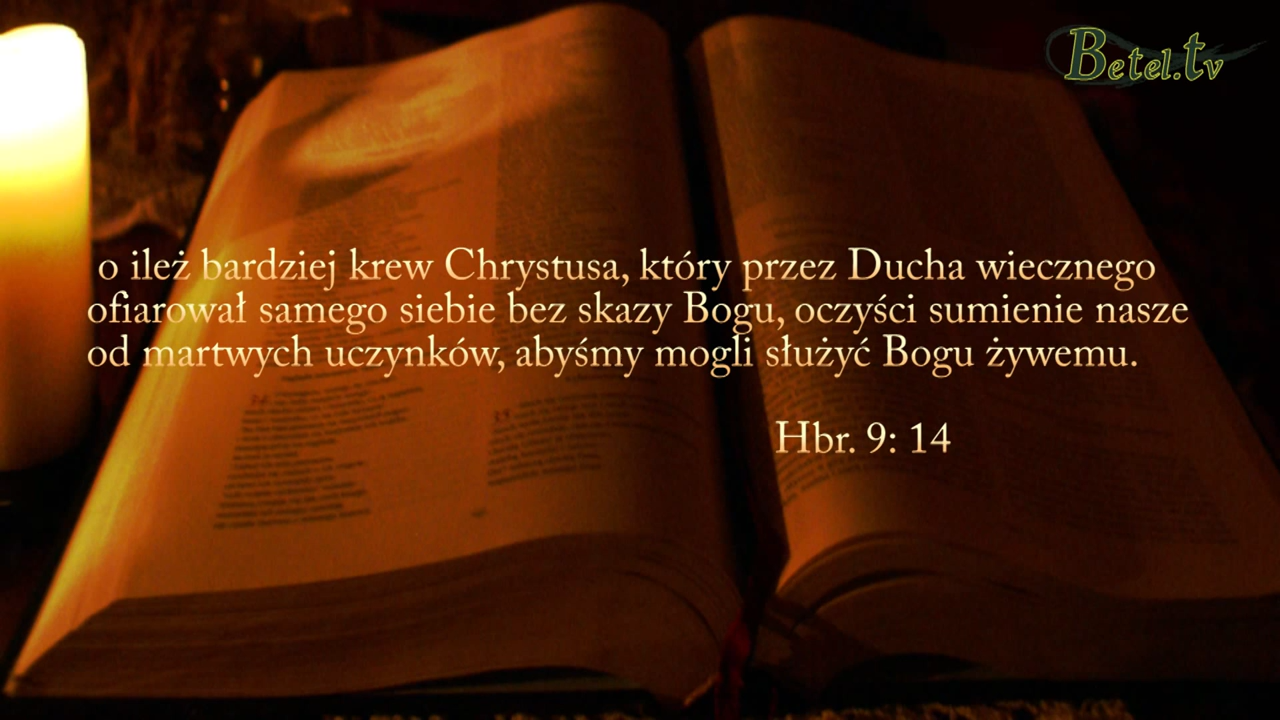 Betel.tv
o ileż bardziej krew Chrystusa, który przez Ducha wiecznego
ofiarował samego siebie bez skazy Bogu, oczyści sumienie nasze
od martwych uczynków, abyśmy mogli służyć Bogu żywemu.
Hbr. 9: 14